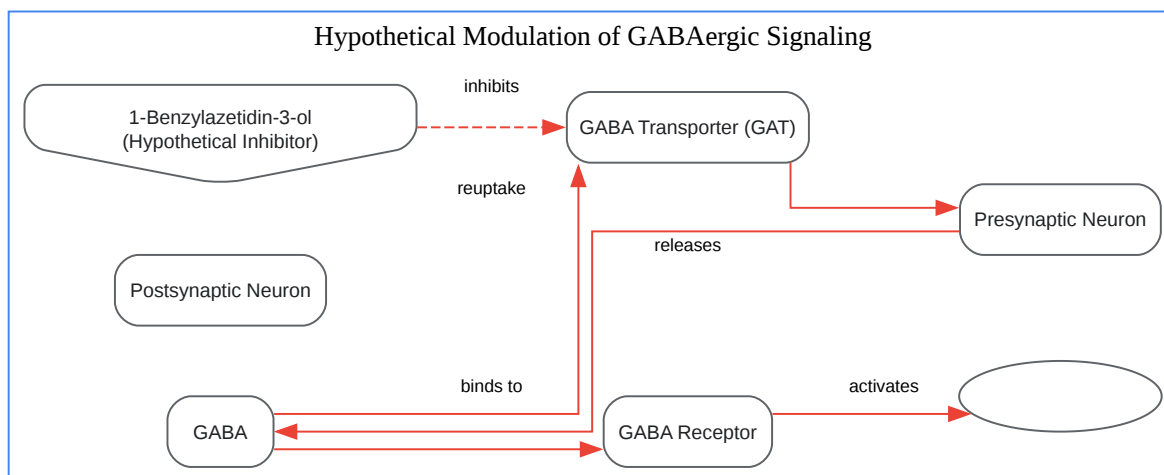 Hypothetical Modulation of GABAergic Signaling
inhibits
1-Benzylazetidin-3-ol
(Hypothetical Inhibitor)
GABA Transporter (GAT)
reuptake
Presynaptic Neuron
releases
Postsynaptic Neuron
binds to
activates
GABA
GABA Receptor